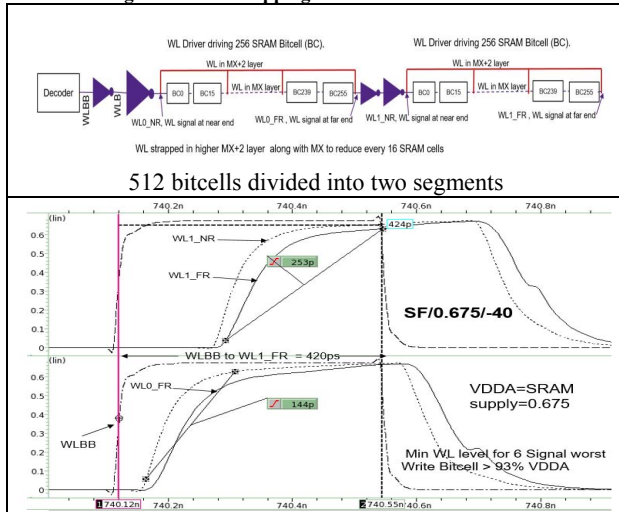 WL Driver driving 256 SRAM Bitcell (BC).
WL Driver driving 256 SRAM Bitcell (BC).
WL in MX+2 layer
WL in MX+2 layer
Decoder
WLBB
WLB
BC0
BC15
WL in MX layer
BC239
BC255
BC0
BC15
WL in MX layer
BC239
BC255
WL0_NR, WL signal at near end
WL0_FR , WL signal at far end
WL1_NR, WL signal at near end
WL1_FR , WL signal at far end
WL strapped in higher MX+2 layer along with MX to reduce every 16 SRAM cells
512 bitcells divided into two segments
740.2n
740.4n
740.6n
(lin)
0.6
0.5
0.4
0.3
0.2
0.1
0
WL1_NR
WL1_FR
253p
424p
SF/0.675/-40
WLBB to WL1_FR = 420ps
(lin)
0.6
0.5
0.4
0.3
0.2
0.1
0
WL0_FR
WLBB
144p
VDDA=SRAM
supply=0.675
Min WL level for 6 Signal worst
Write Bitcell > 93% VDDA
1 740.12n
740.2n
740.4n
2 740.55n
740.6n